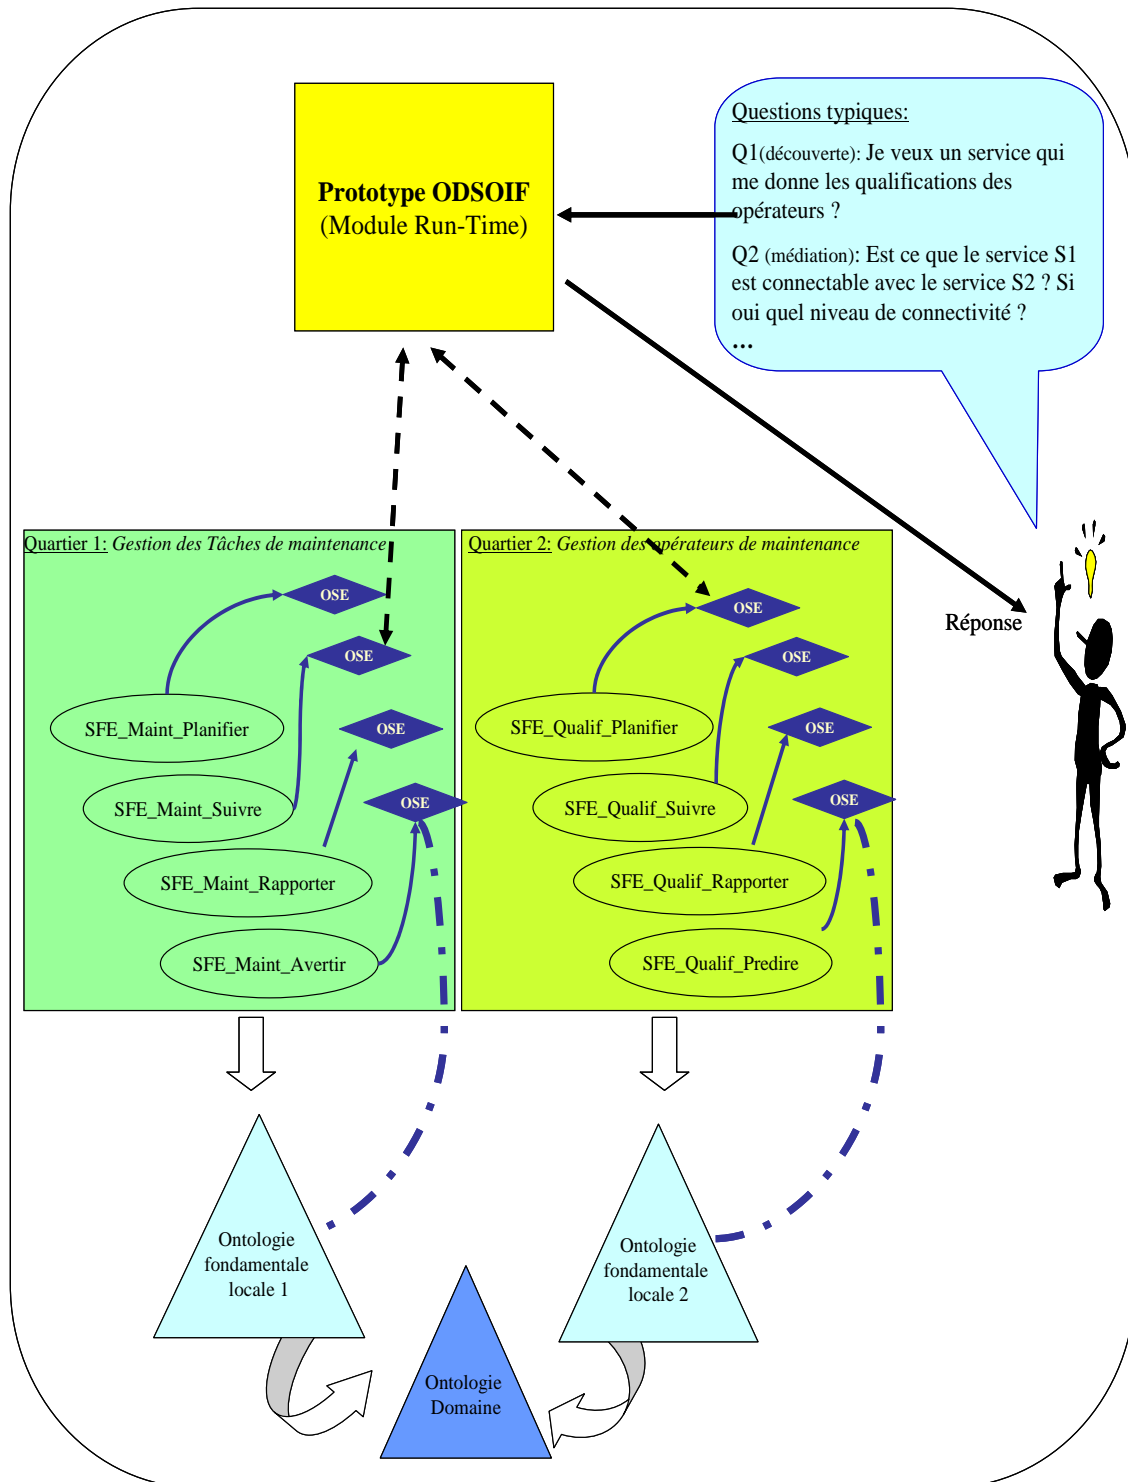 Questions typiques:
Q1(découverte): Je veux un service qui
me donne les qualifications des
opérateurs ?
Q2 (médiation): Est ce que le service S1
est connectable avec le service S2 ? Si
oui quel niveau de connectivité ?
...
Prototype ODSOIF
(Module Run-Time)
Réponse
Quartier 1: Gestion des Tâches de maintenance
OSE
OSE
SFE_Maint_Planifier
OSE
SFE_Maint_Suivre
OSE
SFE_Maint_Rapporter
SFE_Maint_Avertir
Quartier 2: Gestion des opérateurs de maintenance
OSE
OSE
SFE_Qualif_Planifier
OSE
SFE_Qualif_Suivre
OSE
SFE_Qualif_Rapporter
SFE_Qualif_Predire
Ontologie
fondamentale
locale 1
Ontologie
fondamentale
locale 2
Ontologie
Domaine